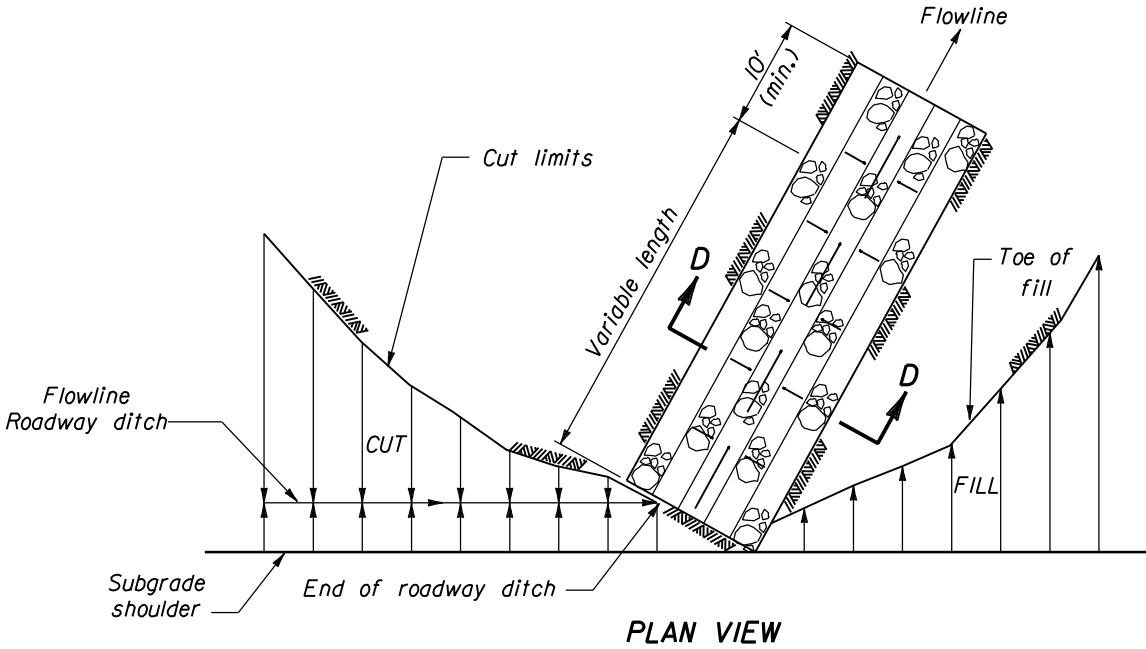 Flowline
10'
(min.)
Cut limits
Variable length
D
Toe of
fill
D
Flowline
Roadway ditch
CUT
FILL
Subgrade
shoulder
End of roadway ditch
PLAN VIEW